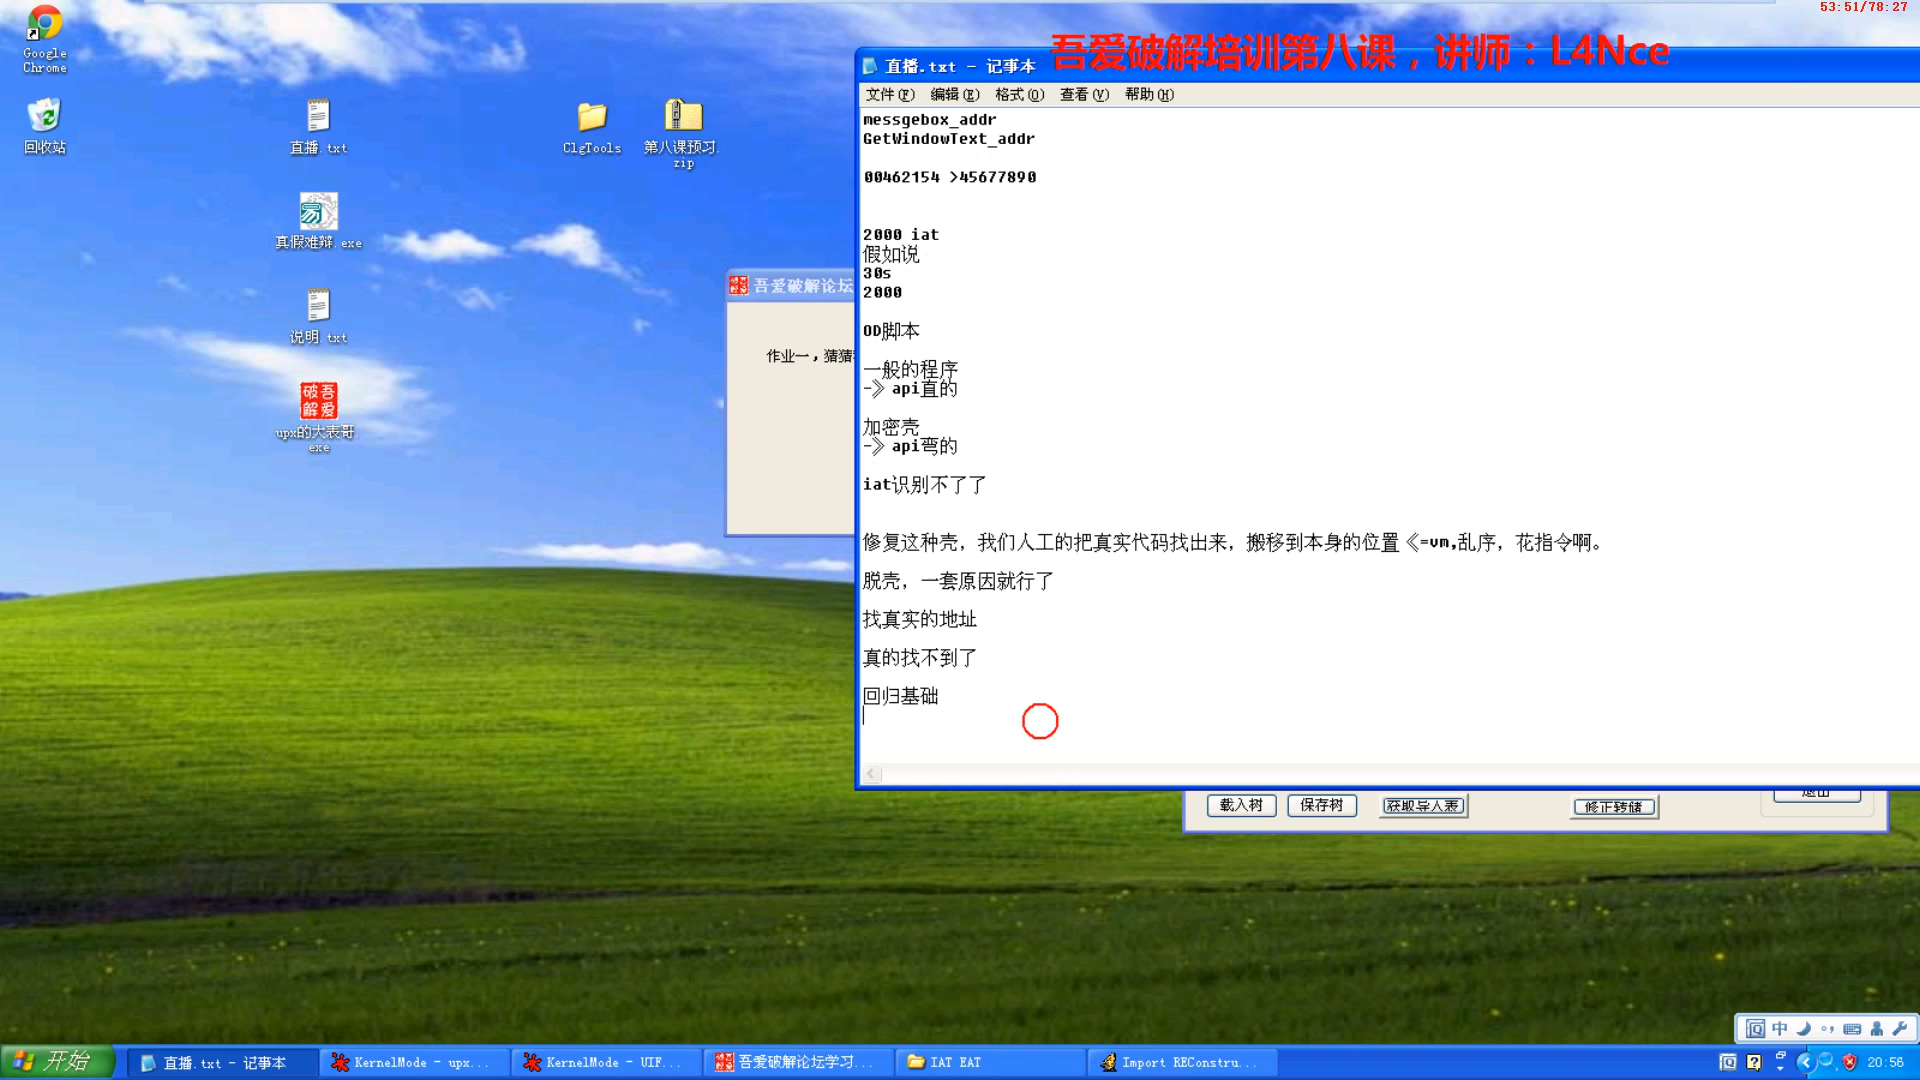 53:51/78:27
吾爱破解培训第八课，讲师：L4Nce
Google
Chrome
回收站
直播.txt
真假难辩.exe
说明.txt
破吾
解爱
upx的大表哥.
exe
ClgTools
第八课预习.
zip
吾爱破解论坛
作业一，猜猜
直播.txt - 记事本
文件(F) 编辑(E) 格式(O) 查看(V) 帮助(H)
messgebox_addr
GetWindowText_addr
00462154 >45677890
2000 iat
假如说
30s
2000
OD脚本
一般的程序
-》api直的
加密壳
-》api弯的
iat识别不了了
修复这种壳，我们人工的把真实代码找出来，搬移到本身的位置《=vm,乱序，花指令啊。
脱壳，一套原因就行了
找真实的地址
真的找不到了
回归基础
载入树 保存树 获取导入表 修正转储 退出
中
开始 直播.txt - 记事本 KernelMode - upx... KernelMode - UIF... 吾爱破解论坛学习... IAT EAT Import REConstru... 20:56